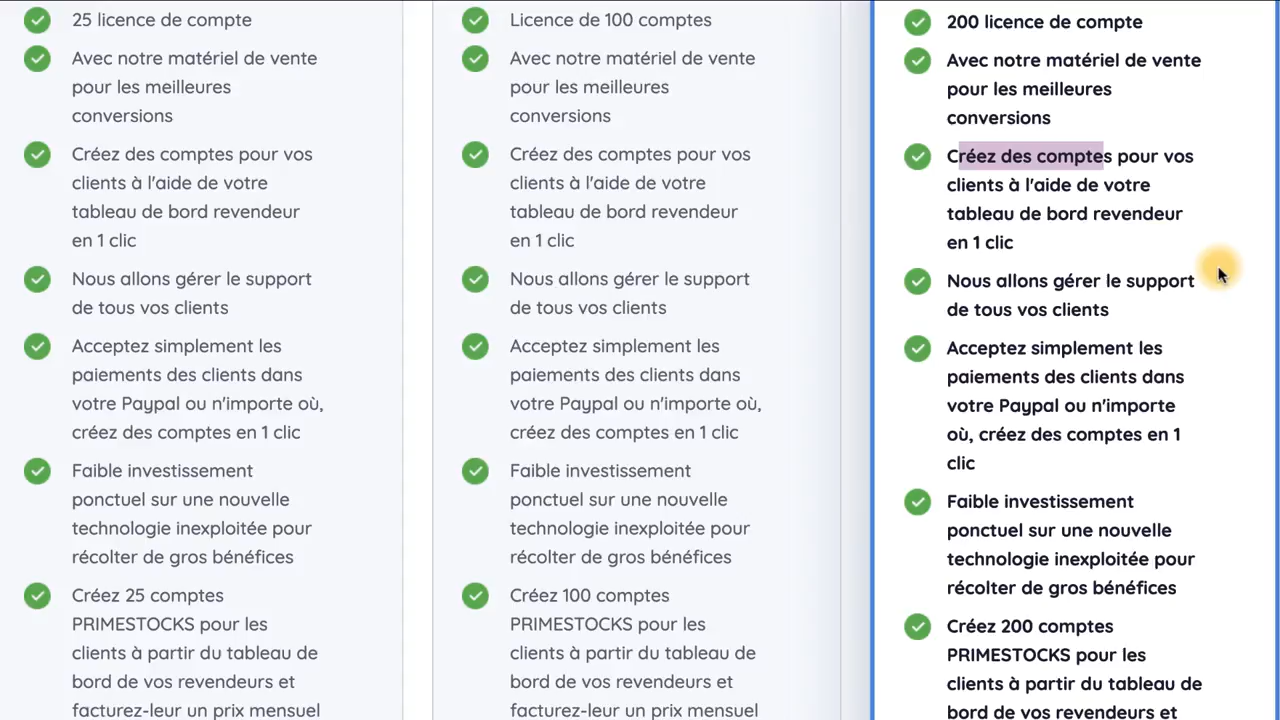 25 licence de compte
Avec notre matériel de vente
pour les meilleures
conversions
Créez des comptes pour vos
clients à l'aide de votre
tableau de bord revendeur
en 1 clic
Nous allons gérer le support
de tous vos clients
Acceptez simplement les
paiements des clients dans
votre Paypal ou n'importe où,
créez des comptes en 1 clic
Faible investissement
ponctuel sur une nouvelle
technologie inexploitée pour
récolter de gros bénéfices
Créez 25 comptes
PRIMESTOCKS pour les
clients à partir du tableau de
bord de vos revendeurs et
facturez-leur un prix mensuel
Licence de 100 comptes
Avec notre matériel de vente
pour les meilleures
conversions
Créez des comptes pour vos
clients à l'aide de votre
tableau de bord revendeur
en 1 clic
Nous allons gérer le support
de tous vos clients
Acceptez simplement les
paiements des clients dans
votre Paypal ou n'importe où,
créez des comptes en 1 clic
Faible investissement
ponctuel sur une nouvelle
technologie inexploitée pour
récolter de gros bénéfices
Créez 100 comptes
PRIMESTOCKS pour les
clients à partir du tableau de
bord de vos revendeurs et
facturez-leur un prix mensuel
200 licence de compte
Avec notre matériel de vente
pour les meilleures
conversions
Créez des comptes pour vos
clients à l'aide de votre
tableau de bord revendeur
en 1 clic
Nous allons gérer le support
de tous vos clients
Acceptez simplement les
paiements des clients dans
votre Paypal ou n'importe
où, créez des comptes en 1
clic
Faible investissement
ponctuel sur une nouvelle
technologie inexploitée pour
récolter de gros bénéfices
Créez 200 comptes
PRIMESTOCKS pour les
clients à partir du tableau de
bord de vos revendeurs et